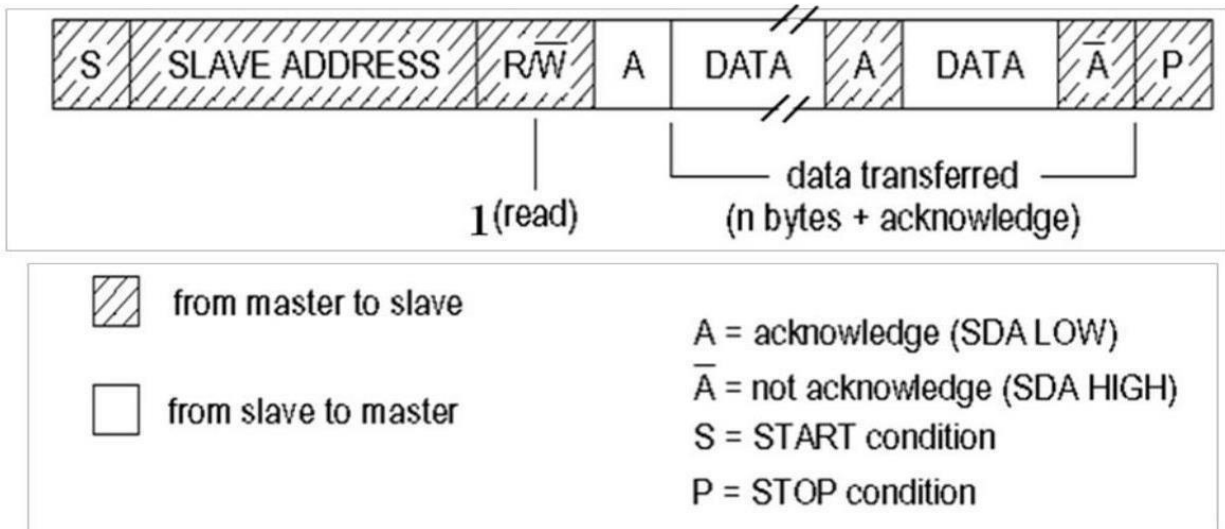 S SLAVE ADDRESS R/W̅ A DATA A DATA A̅ P
data transferred
1 (read) (n bytes + acknowledge)
from master to slave
from slave to master
A = acknowledge (SDA LOW)
A̅ = not acknowledge (SDA HIGH)
S = START condition
P = STOP condition